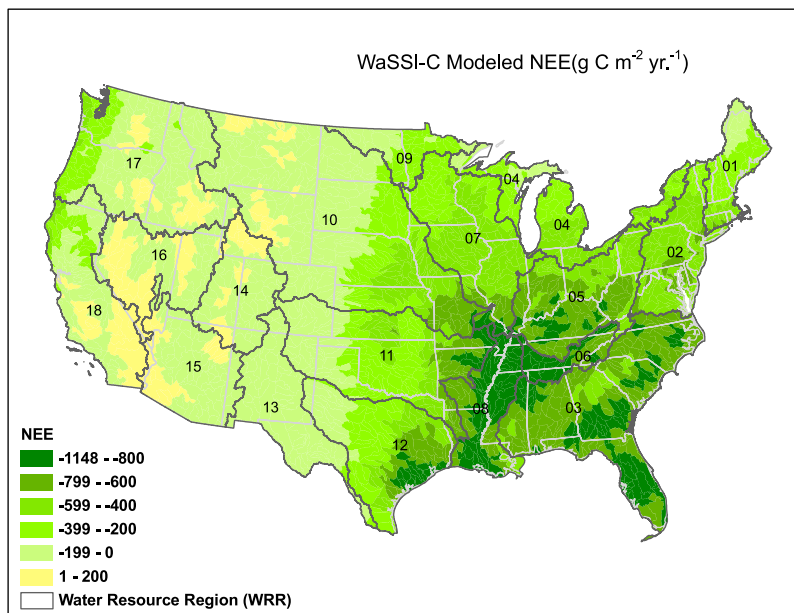 WaSSI-C Modeled NEE(g C m-2 yr.-1)
17
09
04
01
10
04
07
02
16
05
14
18
11
06
15
13
08
03
12
NEE
-1148 - -800
-799 - -600
-599 - -400
-399 - -200
-199 - 0
1 - 200
Water Resource Region (WRR)